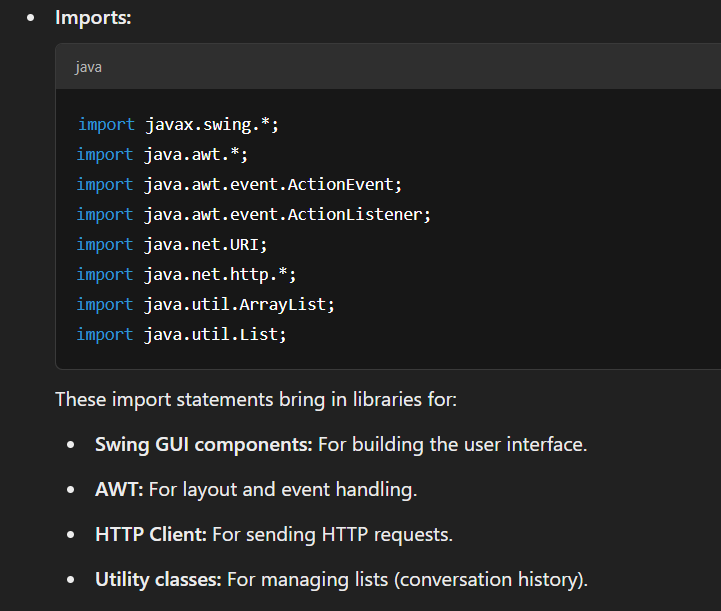 Imports:
java
import javax.swing.*;
import java.awt.*;
import java.awt.event.ActionEvent;
import java.awt.event.ActionListener;
import java.net.URI;
import java.net.http.*;
import java.util.ArrayList;
import java.util.List;
These import statements bring in libraries for:
Swing GUI components: For building the user interface.
AWT: For layout and event handling.
HTTP Client: For sending HTTP requests.
Utility classes: For managing lists (conversation history).